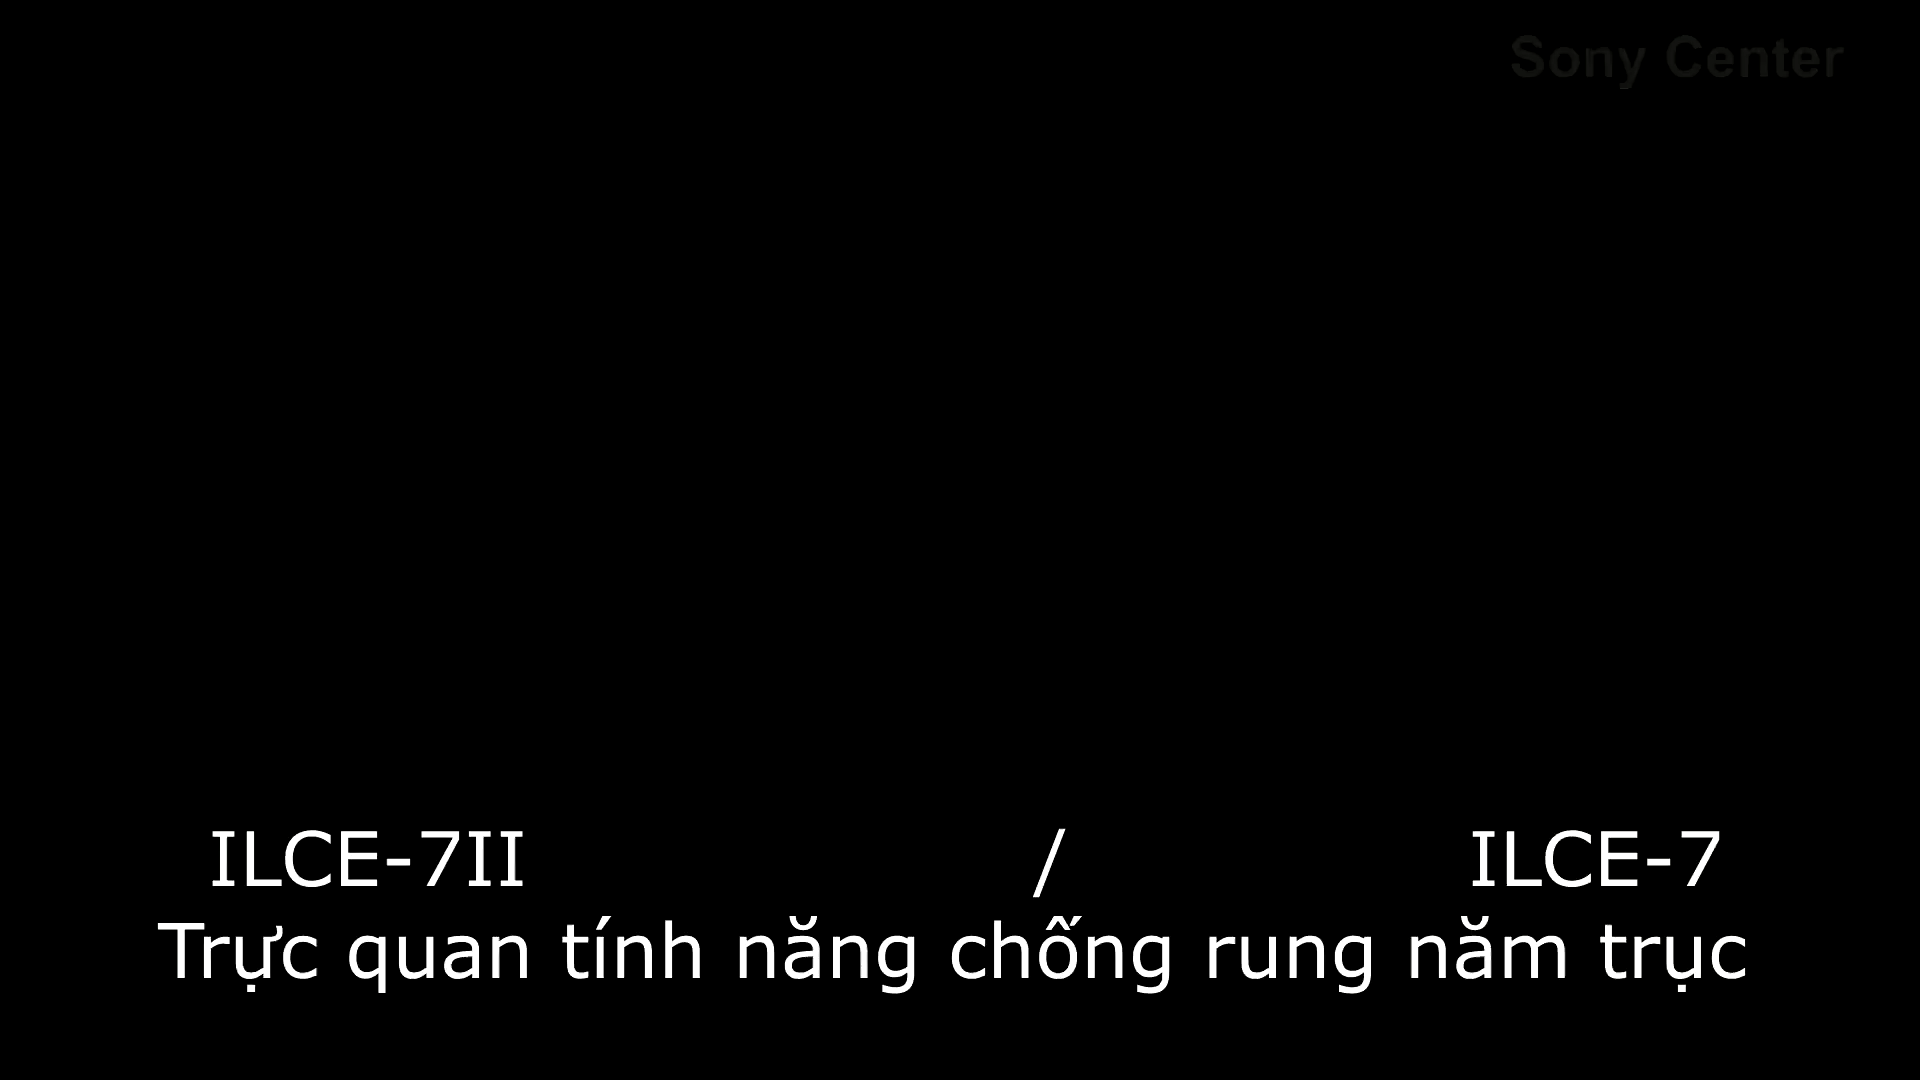 Sony Center
ILCE-7II / ILCE-7
Trực quan tính năng chống rung năm trục